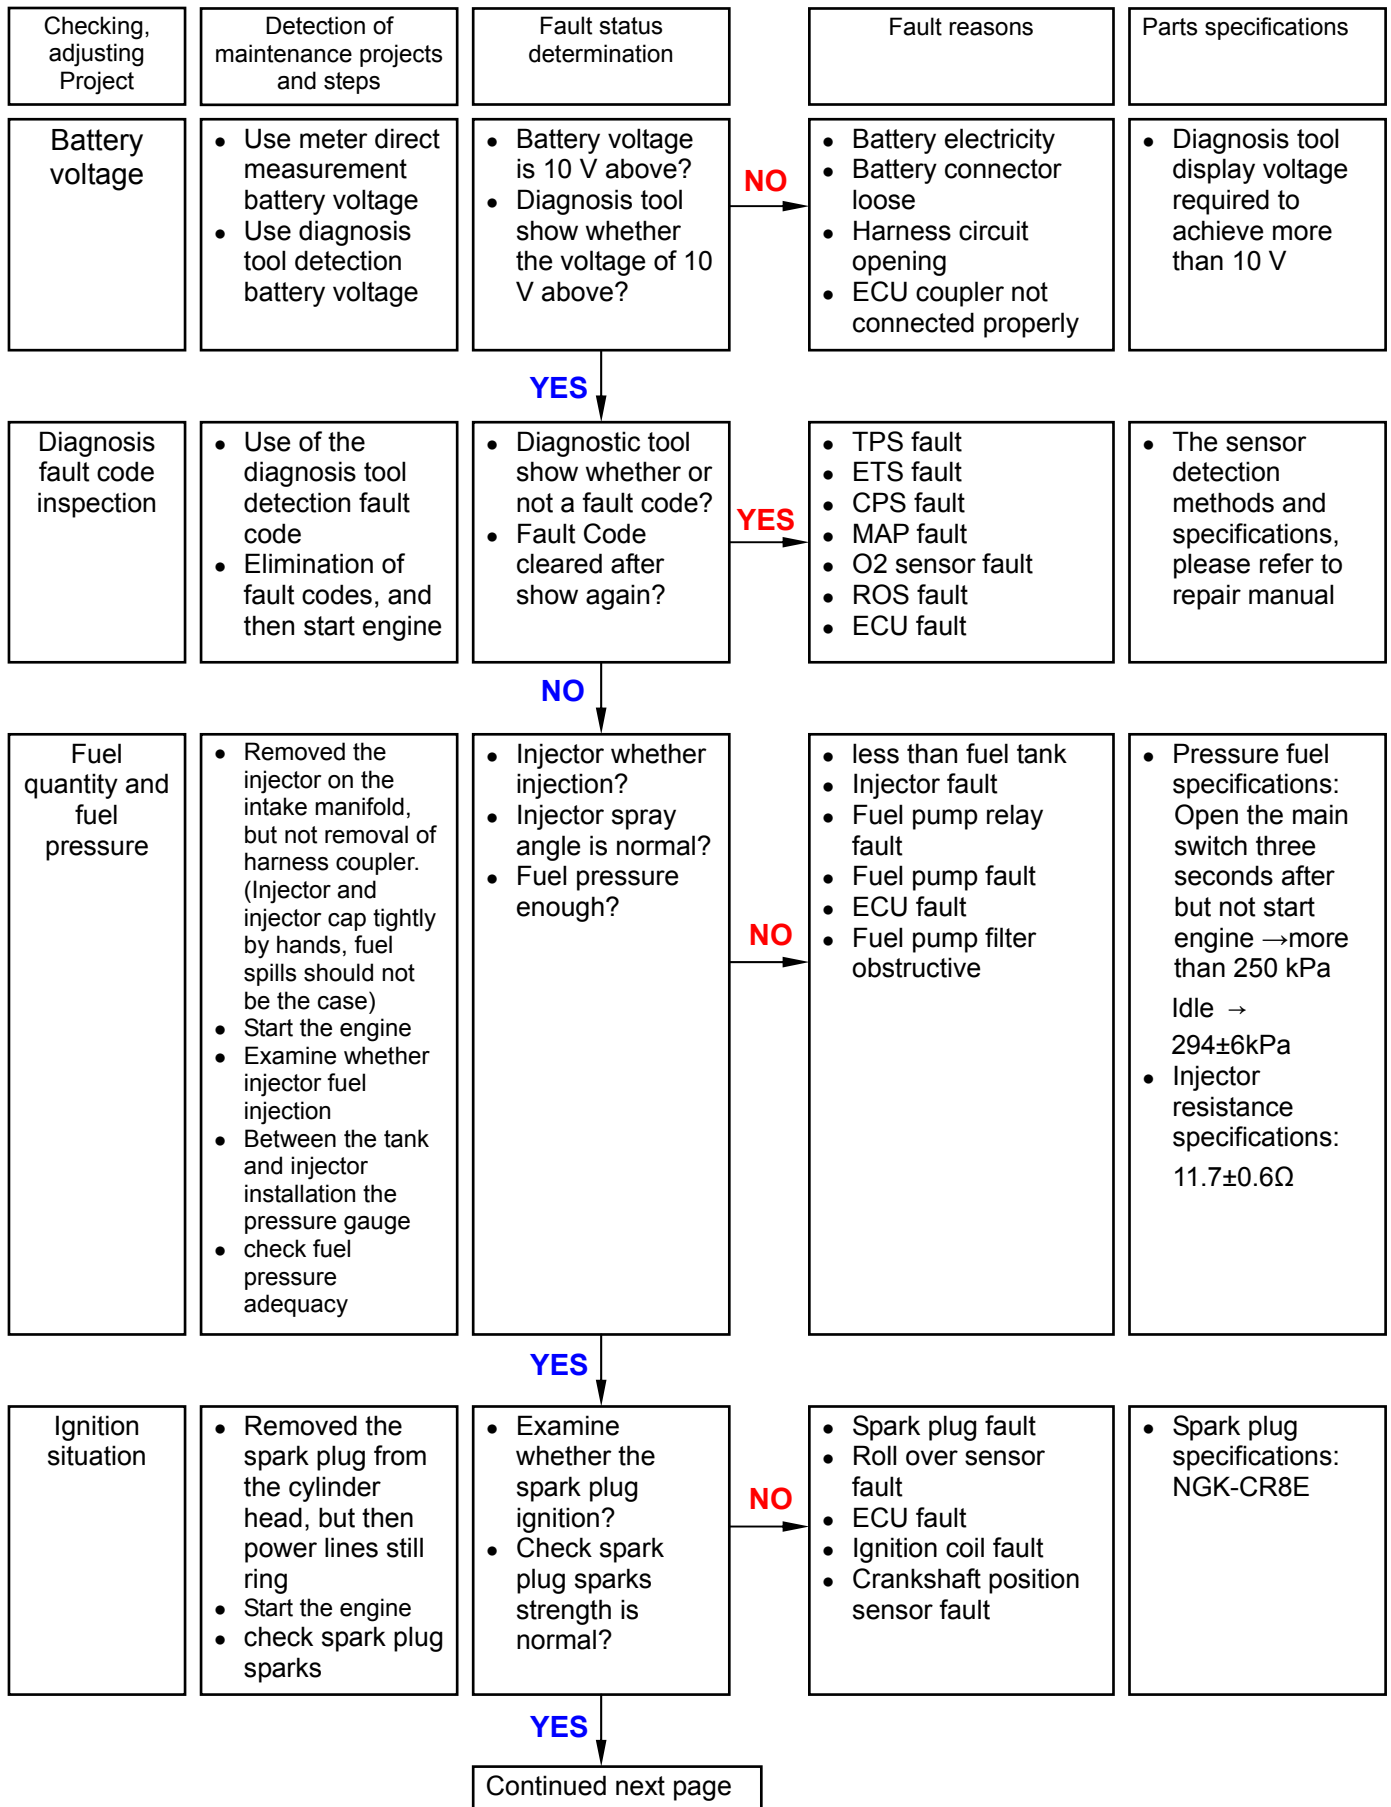 Checking,
adjusting
Project
Detection of
maintenance projects
and steps
Fault status
determination
Fault reasons
Parts specifications
Battery
voltage
● Use meter direct
measurement
battery voltage
● Use diagnosis
tool detection
battery voltage
● Battery voltage
is 10 V above?
● Diagnosis tool
show whether
the voltage of 10
V above?
NO
● Battery electricity
● Battery connector
loose
● Harness circuit
opening
● ECU coupler not
connected properly
● Diagnosis tool
display voltage
required to
achieve more
than 10 V
YES
Diagnosis
fault code
inspection
● Use of the
diagnosis tool
detection fault
code
● Elimination of
fault codes, and
then start engine
● Diagnostic tool
show whether or
not a fault code?
● Fault Code
cleared after
show again?
YES
● TPS fault
● ETS fault
● CPS fault
● MAP fault
● O2 sensor fault
● ROS fault
● ECU fault
● The sensor
detection
methods and
specifications,
please refer to
repair manual
NO
Fuel
quantity and
fuel
pressure
● Removed the
injector on the
intake manifold,
but not removal of
harness coupler.
(Injector and
injector cap tightly
by hands, fuel
spills should not
be the case)
● Start the engine
● Examine whether
injector fuel
injection
● Between the tank
and injector
installation the
pressure gauge
● check fuel
pressure
adequacy
● Injector whether
injection?
● Injector spray
angle is normal?
● Fuel pressure
enough?
NO
● less than fuel tank
● Injector fault
● Fuel pump relay
fault
● Fuel pump fault
● ECU fault
● Fuel pump filter
obstructive
● Pressure fuel
specifications:
Open the main
switch three
seconds after
but not start
engine →more
than 250 kPa
Idle →
294±6kPa
● Injector
resistance
specifications:
11.7±0.6Ω
YES
Ignition
situation
● Removed the
spark plug from
the cylinder
head, but then
power lines still
ring
● Start the engine
● check spark plug
sparks
● Examine
whether the
spark plug
ignition?
● Check spark
plug sparks
strength is
normal?
NO
● Spark plug fault
● Roll over sensor
fault
● ECU fault
● Ignition coil fault
● Crankshaft position
sensor fault
● Spark plug
specifications:
NGK-CR8E
YES
Continued next page